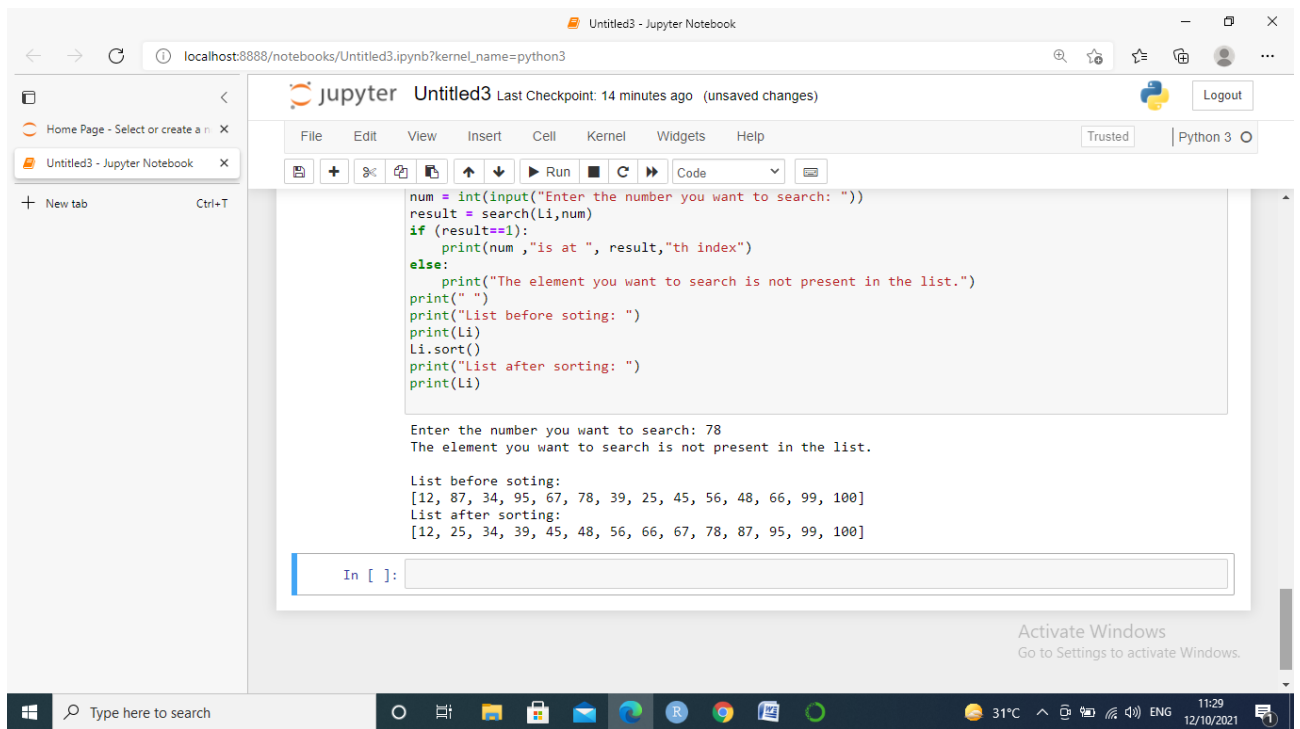 Untitled3 - Jupyter Notebook
localhost:8888/notebooks/Untitled3.ipynb?kernel_name=python3
Home Page - Select or create a n
Untitled3 - Jupyter Notebook
New tab Ctrl+T
jupyter Untitled3 Last Checkpoint: 14 minutes ago (unsaved changes)
Logout
File Edit View Insert Cell Kernel Widgets Help
Trusted Python 3
Run Code
num = int(input("Enter the number you want to search: "))
result = search(Li,num)
if (result==1):
    print(num ,"is at ", result,"th index")
else:
    print("The element you want to search is not present in the list.")
print(" ")
print("List before soting: ")
print(Li)
Li.sort()
print("List after sorting: ")
print(Li)
Enter the number you want to search: 78
The element you want to search is not present in the list.
List before soting:
[12, 87, 34, 95, 67, 78, 39, 25, 45, 56, 48, 66, 99, 100]
List after sorting:
[12, 25, 34, 39, 45, 48, 56, 66, 67, 78, 87, 95, 99, 100]
In [ ]:
Activate Windows
Go to Settings to activate Windows.
Type here to search
R
W
31°C
ENG
11:29
12/10/2021
1